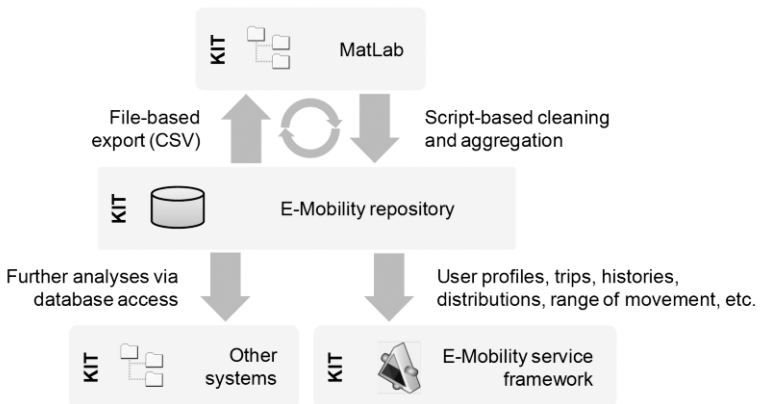 KIT
MatLab
File-based
export (CSV)
Script-based cleaning
and aggregation
KIT
E-Mobility repository
Further analyses via
database access
User profiles, trips, histories,
distributions, range of movement, etc.
KIT
Other
systems
KIT
E-Mobility service
framework